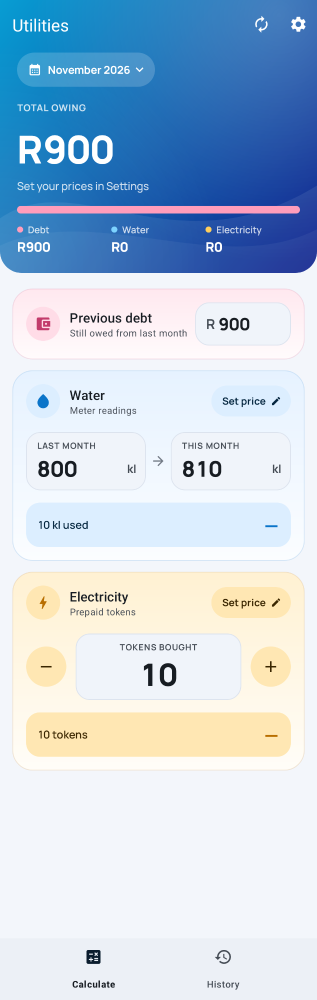 Utilities
November 2026
TOTAL OWING
R900
Set your prices in Settings
Debt
Water
Electricity
R900
R0
R0
Previous debt
Still owed from last month
R 900
Water
Meter readings
Set price
LAST MONTH
800 kl
THIS MONTH
810 kl
10 kl used
—
Electricity
Prepaid tokens
Set price
TOKENS BOUGHT
−
10
+
10 tokens
—
Calculate
History